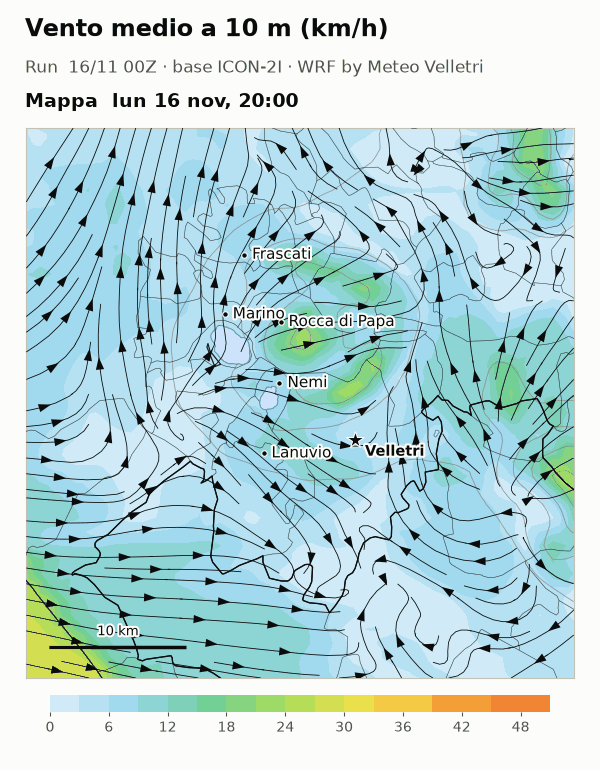 Vento medio a 10 m (km/h)
Run  16/11 00Z · base ICON-2I · WRF by Meteo Velletri
Mappa  lun 16 nov, 20:00
Frascati
Marino
Rocca di Papa
Nemi
Velletri
Lanuvio
10 km
0 6 12 18 24 30 36 42 48